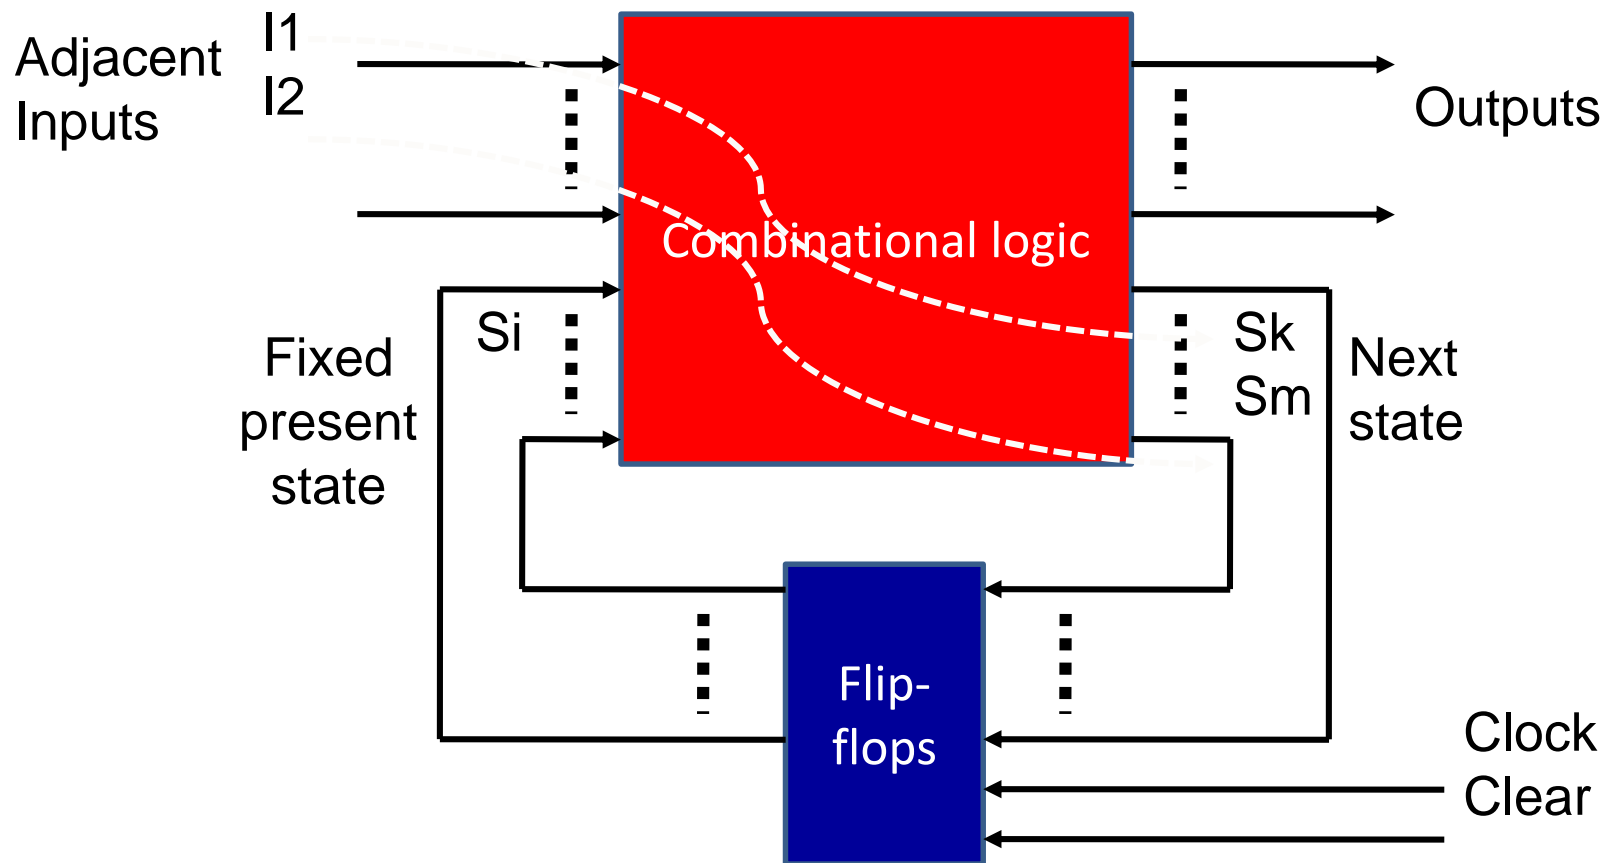 Adjacent
Inputs
I1
I2
Outputs
Combinational logic
Si
Fixed
present
state
Sk
Sm
Next
state
Flip-
flops
Clock
Clear